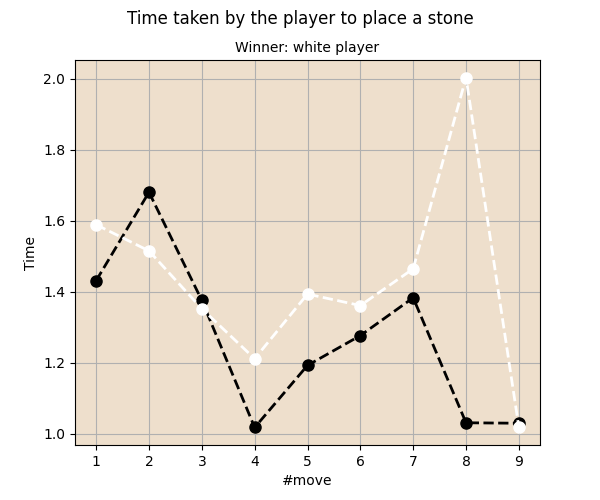 Time taken by the player to place a stone
Winner: white player
2.0
1.8
1.6
1.4
1.2
1.0
Time
1 2 3 4 5 6 7 8 9
#move